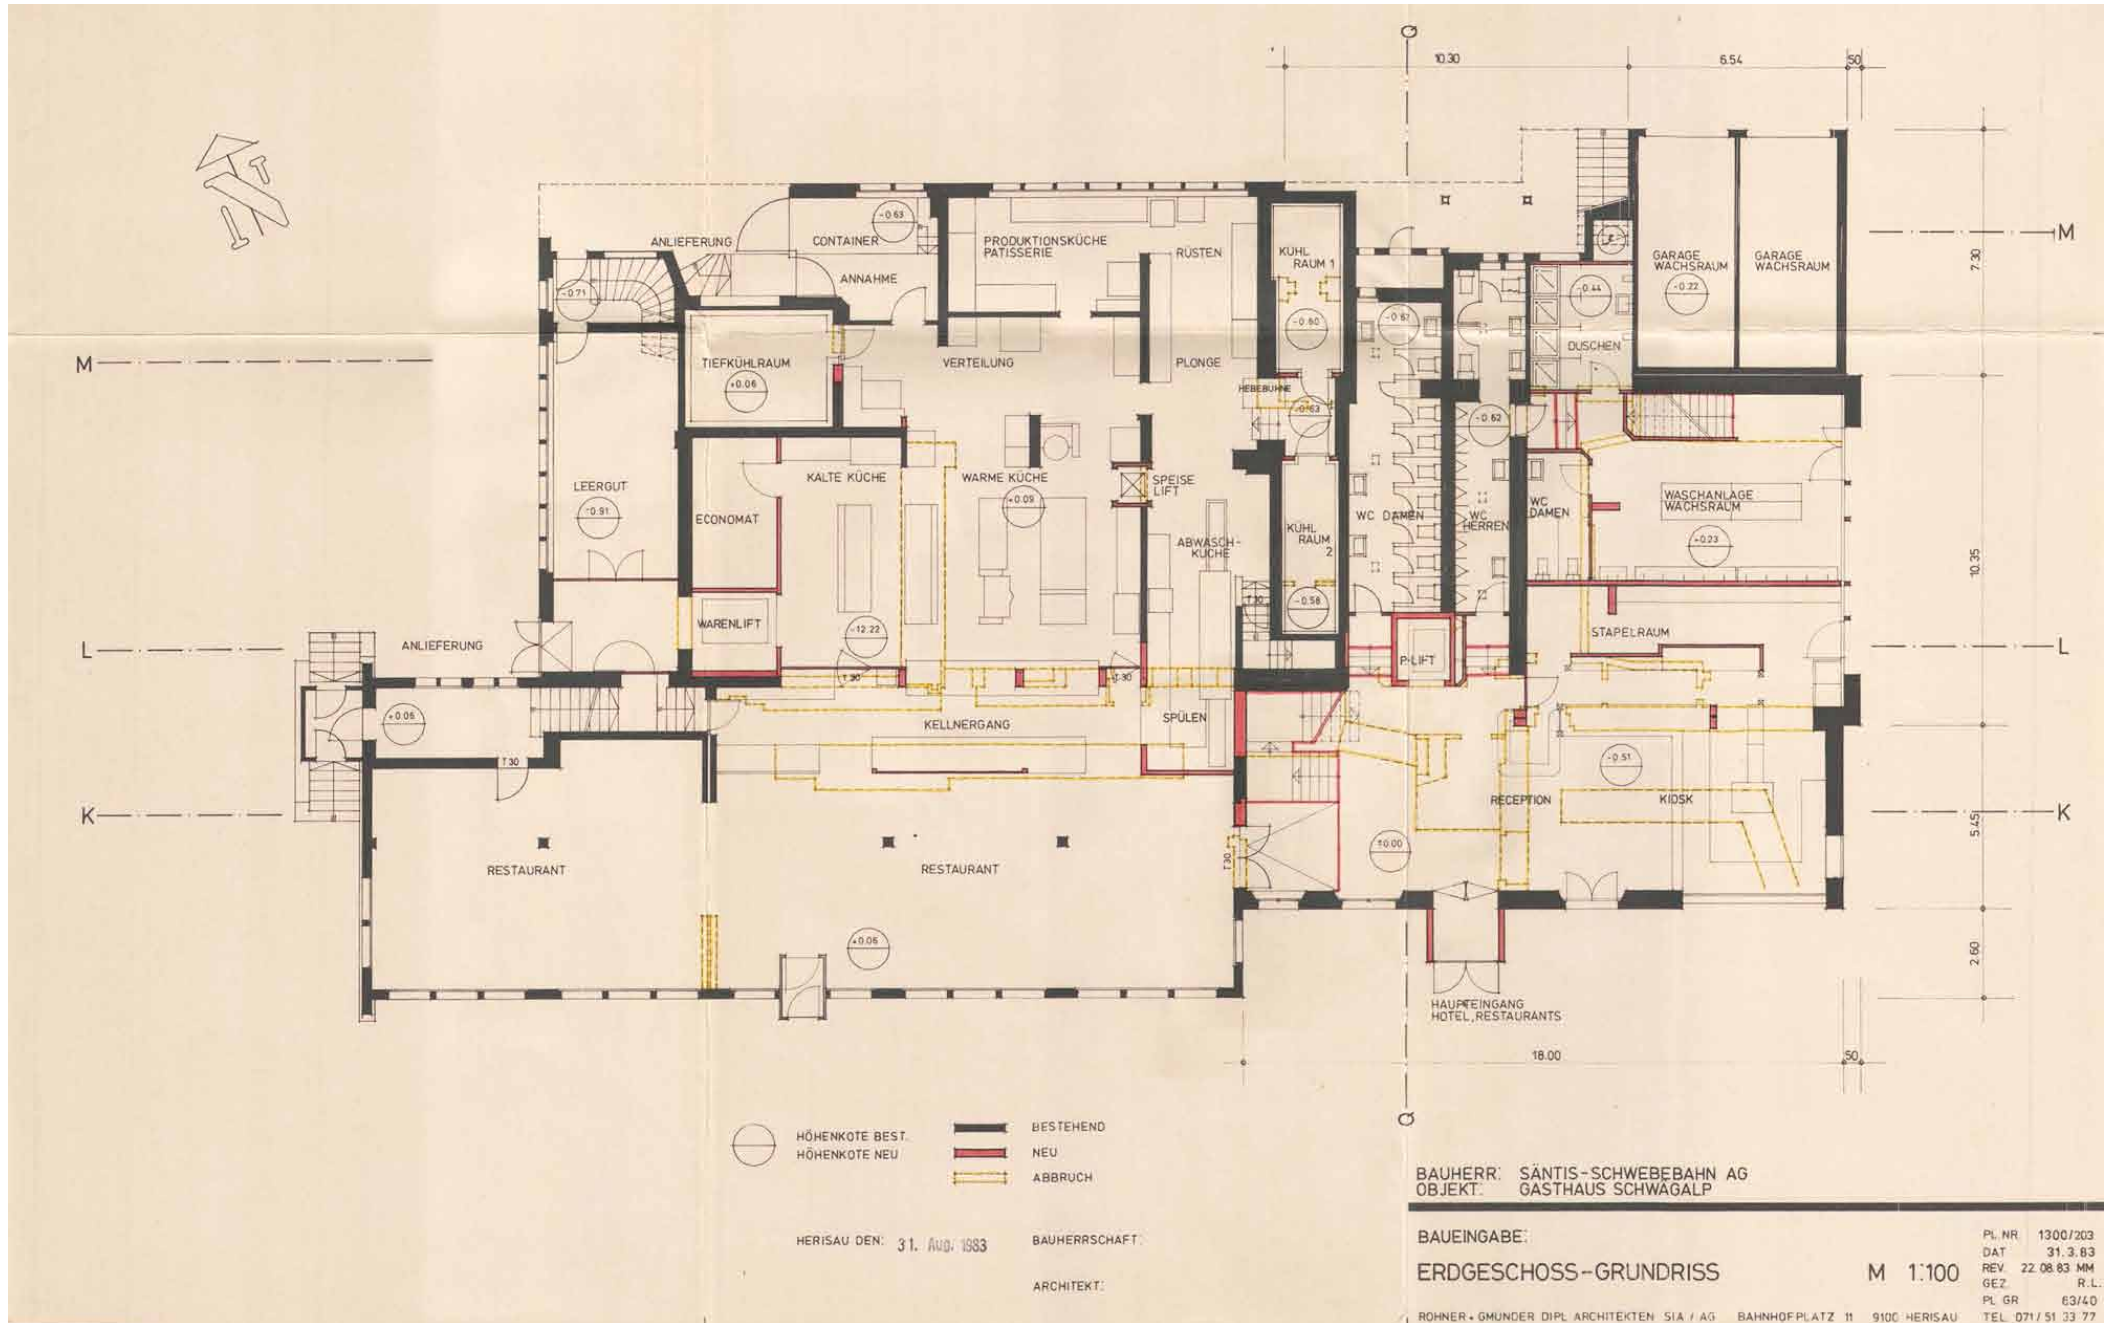 Q
10.30
6.54
50
M
7.30
-0.63
ANLIEFERUNG
CONTAINER
PRODUKTIONSKÜCHE
PATISSERIE
RÜSTEN
KÜHL
RAUM 1
GARAGE
WACHSRAUM
GARAGE
WACHSRAUM
ANNAHME
-0.71
-0.44
-0.22
-0.60
-0.67
DUSCHEN
M
TIEFKÜHLRAUM
+0.06
VERTEILUNG
PLONGE
HEBEBÜHNE
-0.63
-0.62
KALTE KÜCHE
WARME KÜCHE
+0.09
SPEISE
LIFT
LEERGUT
-0.91
ECONOMAT
WC DAMEN
WC
HERREN
WC
DAMEN
WASCHANLAGE
WACHSRAUM
+0.23
KÜHL
RAUM
2
ABWASCH-
KÜCHE
10.35
-0.58
T 30
WARENLIFT
-12.22
STAPELRAUM
L
ANLIEFERUNG
P-LIFT
L
T 30
T 30
+0.06
KELLNERGANG
SPÜLEN
T 30
-0.51
RECEPTION
KIOSK
K
K
5.45
±0.00
T 30
RESTAURANT
RESTAURANT
+0.06
2.60
HAUPTEINGANG
HOTEL, RESTAURANTS
18.00
50
Q
HÖHENKOTE BEST.
HÖHENKOTE NEU
BESTEHEND
NEU
ABBRUCH
BAUHERR: SÄNTIS-SCHWEBEBAHN AG
OBJEKT: GASTHAUS SCHWÄGALP
HERISAU DEN: 31. Aug. 1983
BAUHERRSCHAFT:
ARCHITEKT:
BAUEINGABE:
ERDGESCHOSS-GRUNDRISS M 1:100
PL. NR 1300/203
DAT 31.3.83
REV. 22.08.83 MM
GEZ. R.L.
PL GR 63/40
ROHNER + GMÜNDER DIPL ARCHITEKTEN SIA / AG BAHNHOFPLATZ 11 9100 HERISAU TEL 071 / 51 33 77